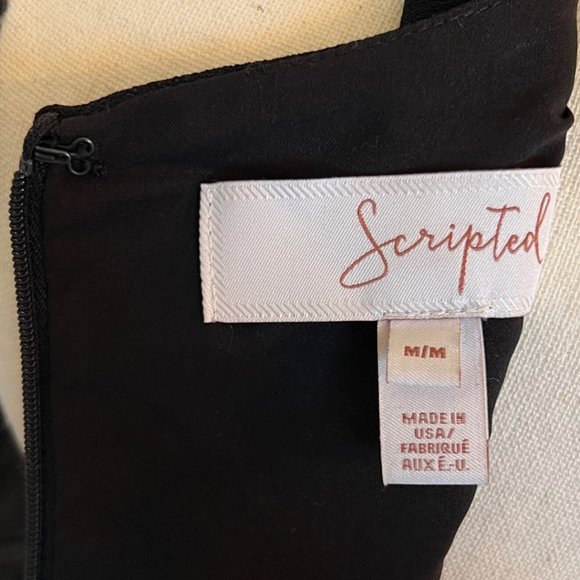 Scripted
M/M
MADE IN
USA/
FABRIQUÉ
AUX É.-U.